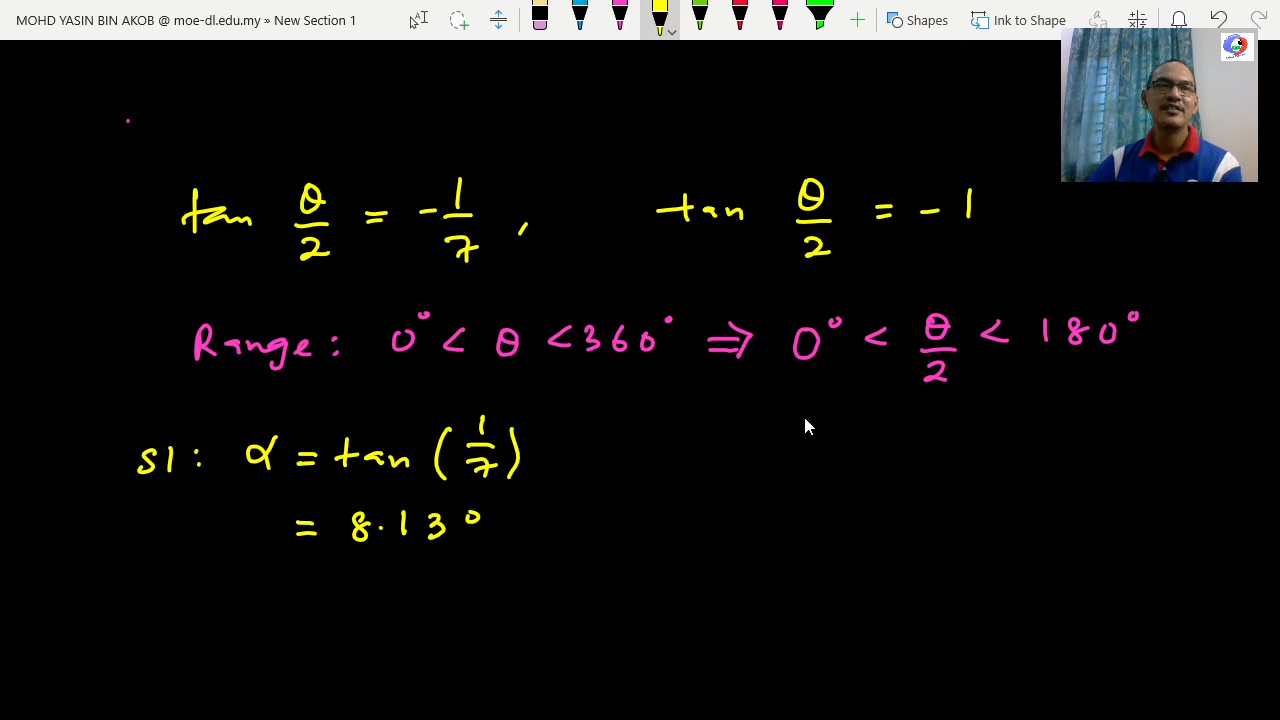 MOHD YASIN BIN AKOB @ moe-dl.edu.my » New Section 1
Shapes Ink to Shape
tan θ/2 = -1/7 , tan θ/2 = -1
Range: 0° < θ < 360° ⇒ 0° < θ/2 < 180°
S1: α = tan (1/7)
= 8.13°